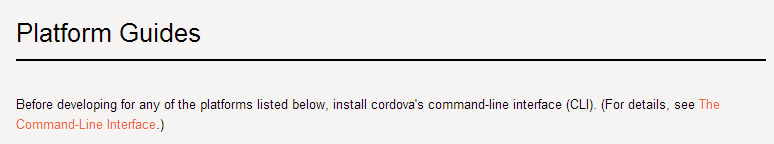 Platform Guides
Before developing for any of the platforms listed below, install cordova's command-line interface (CLI). (For details, see The
Command-Line Interface.)